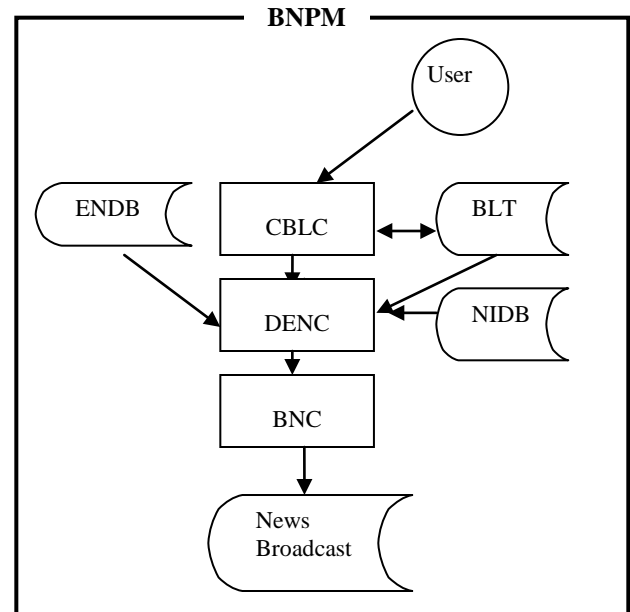 BNPM
User
ENDB
CBLC
BLT
DENC
NIDB
BNC
News
Broadcast